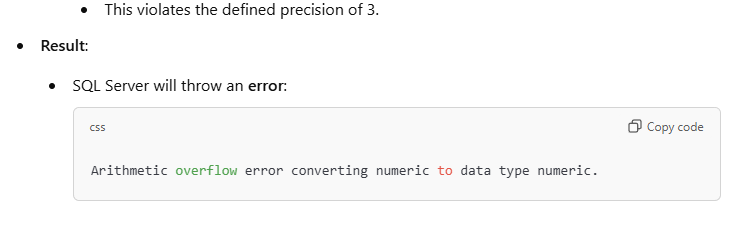 This violates the defined precision of 3.
Result:
SQL Server will throw an error:
css
Copy code
Arithmetic overflow error converting numeric to data type numeric.